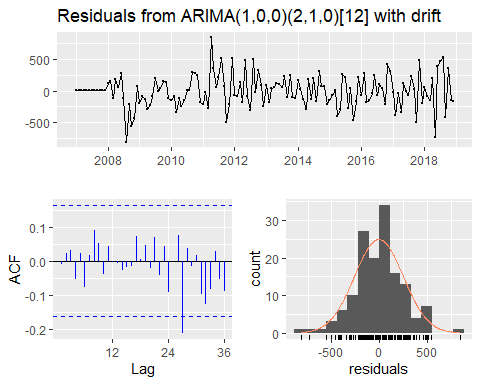 Residuals from ARIMA(1,0,0)(2,1,0)[12] with drift
500
0
-500
2008 2010 2012 2014 2016 2018
ACF
0.1
0.0
-0.1
-0.2
12 24 36
Lag
count
30
20
10
0
-500 0 500
residuals